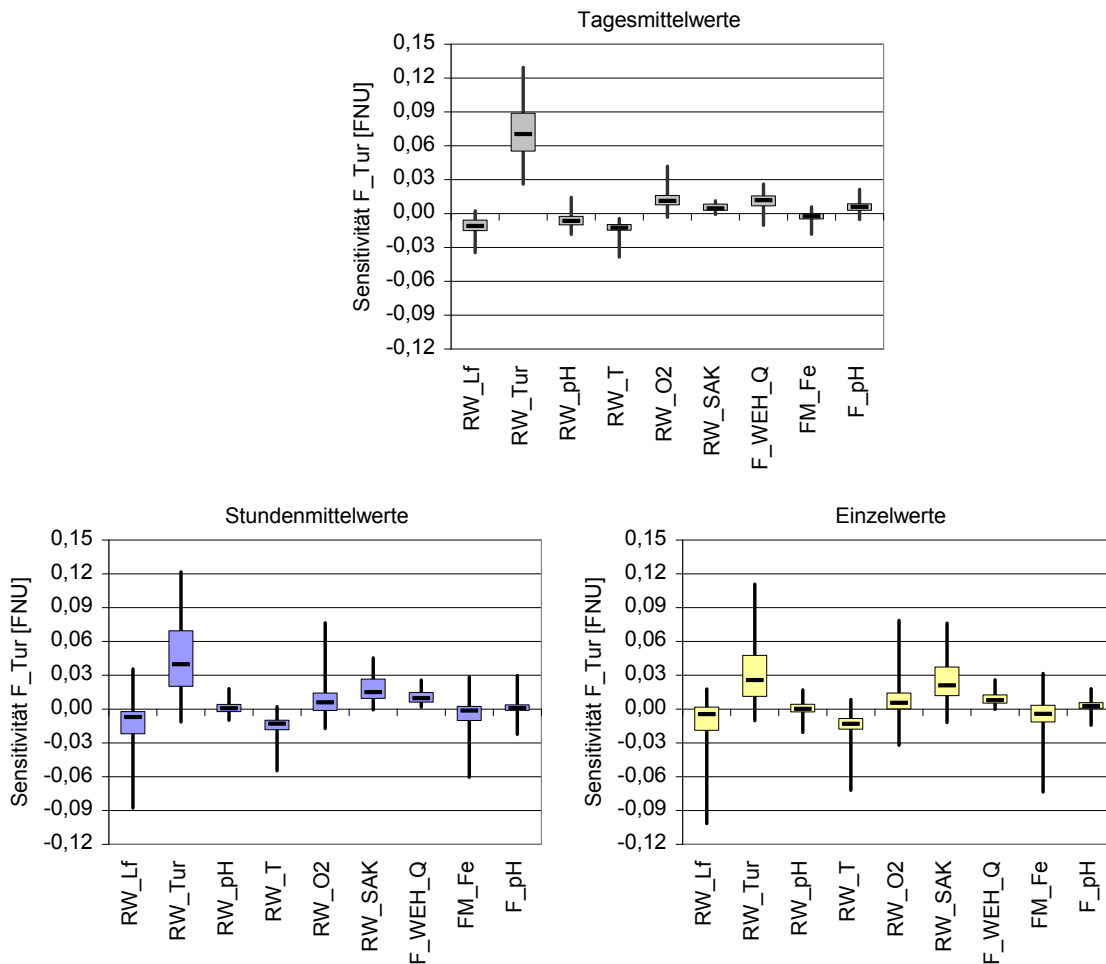 Tagesmittelwerte
Sensitivität F_Tur [FNU]
0,15
0,12
0,09
0,06
0,03
0,00
-0,03
-0,06
-0,09
-0,12
RW_Lf
RW_Tur
RW_pH
RW_T
RW_O2
RW_SAK
F_WEH_Q
FM_Fe
F_pH
Stundenmittelwerte
Sensitivität F_Tur [FNU]
0,15
0,12
0,09
0,06
0,03
0,00
-0,03
-0,06
-0,09
-0,12
RW_Lf
RW_Tur
RW_pH
RW_T
RW_O2
RW_SAK
F_WEH_Q
FM_Fe
F_pH
Einzelwerte
Sensitivität F_Tur [FNU]
0,15
0,12
0,09
0,06
0,03
0,00
-0,03
-0,06
-0,09
-0,12
RW_Lf
RW_Tur
RW_pH
RW_T
RW_O2
RW_SAK
F_WEH_Q
FM_Fe
F_pH